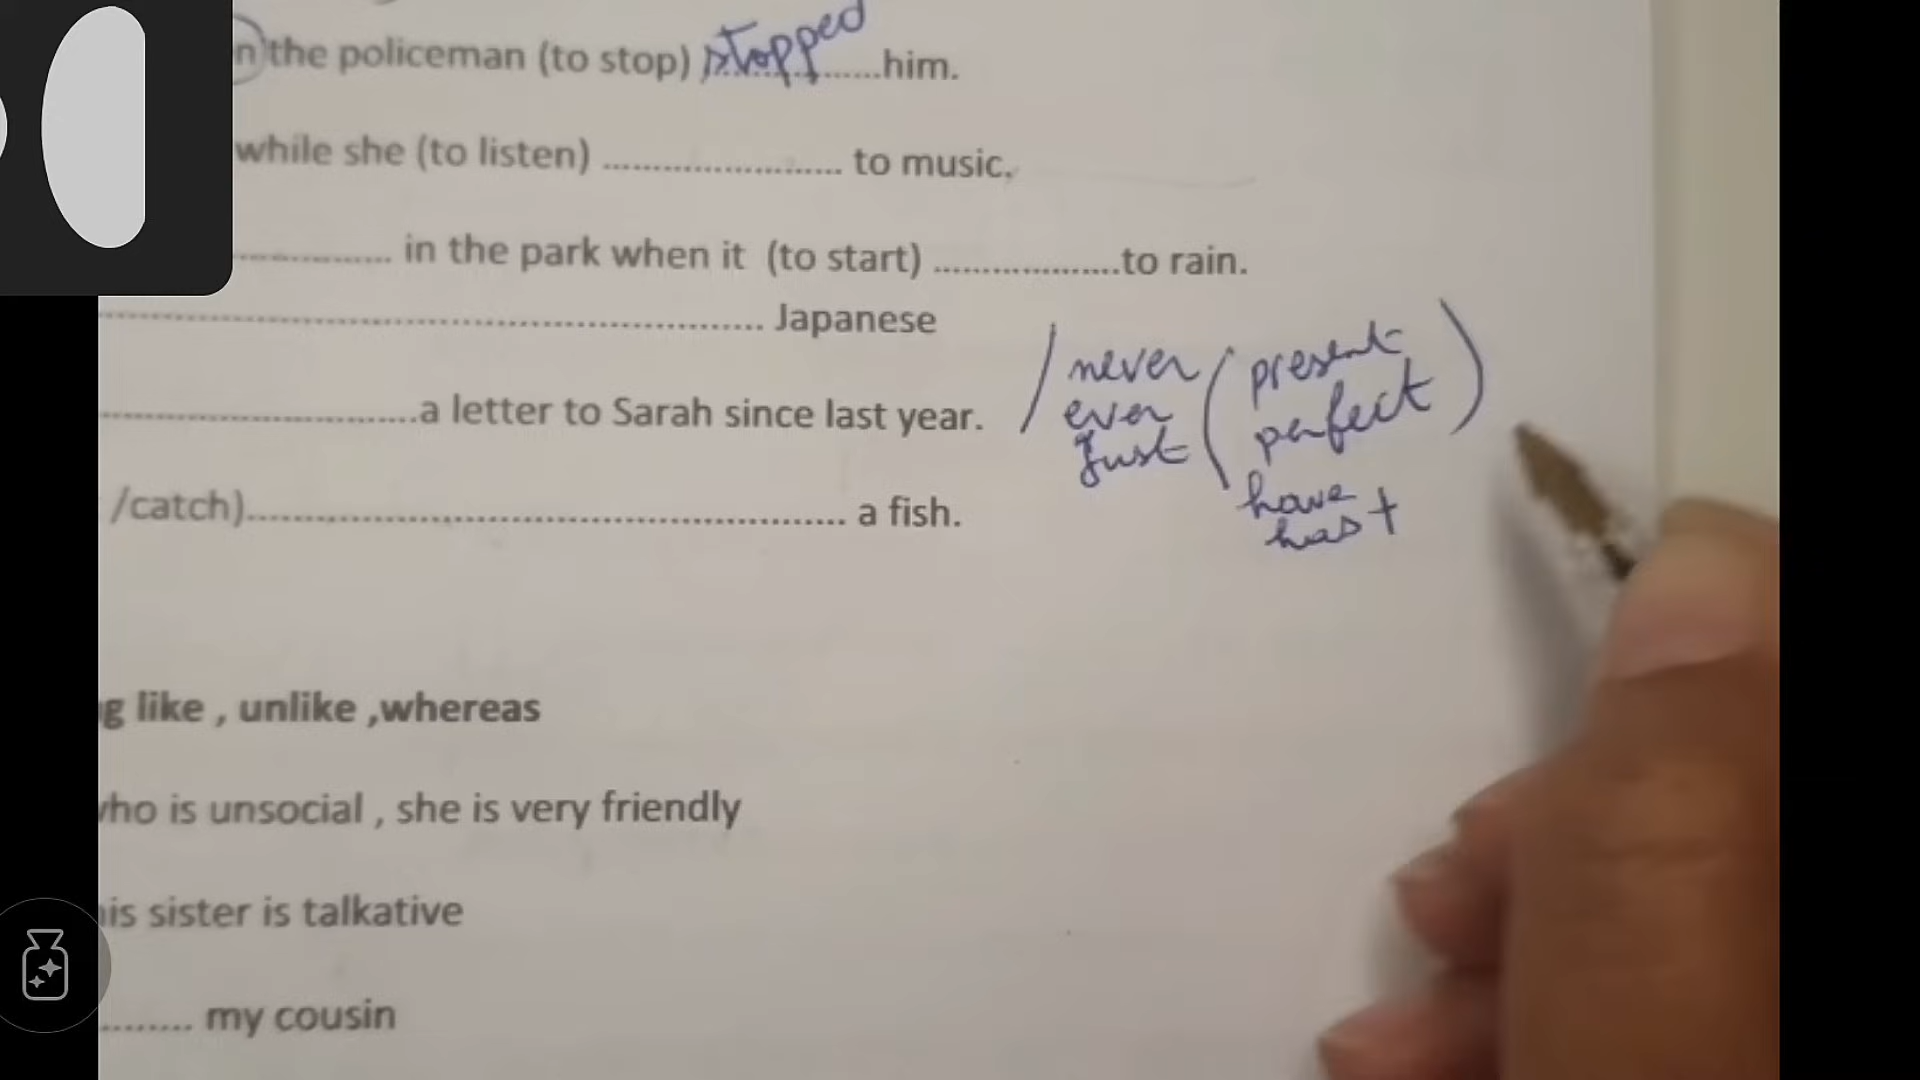 n the policeman (to stop) stopped him.
while she (to listen) ........................ to music.
................ in the park when it (to start) ...................to rain.
.................................................................... Japanese
................................a letter to Sarah since last year.
/catch)............................................................. a fish.
never
ever
Just
present
perfect
have
has +
g like , unlike ,whereas
who is unsocial , she is very friendly
his sister is talkative
......... my cousin